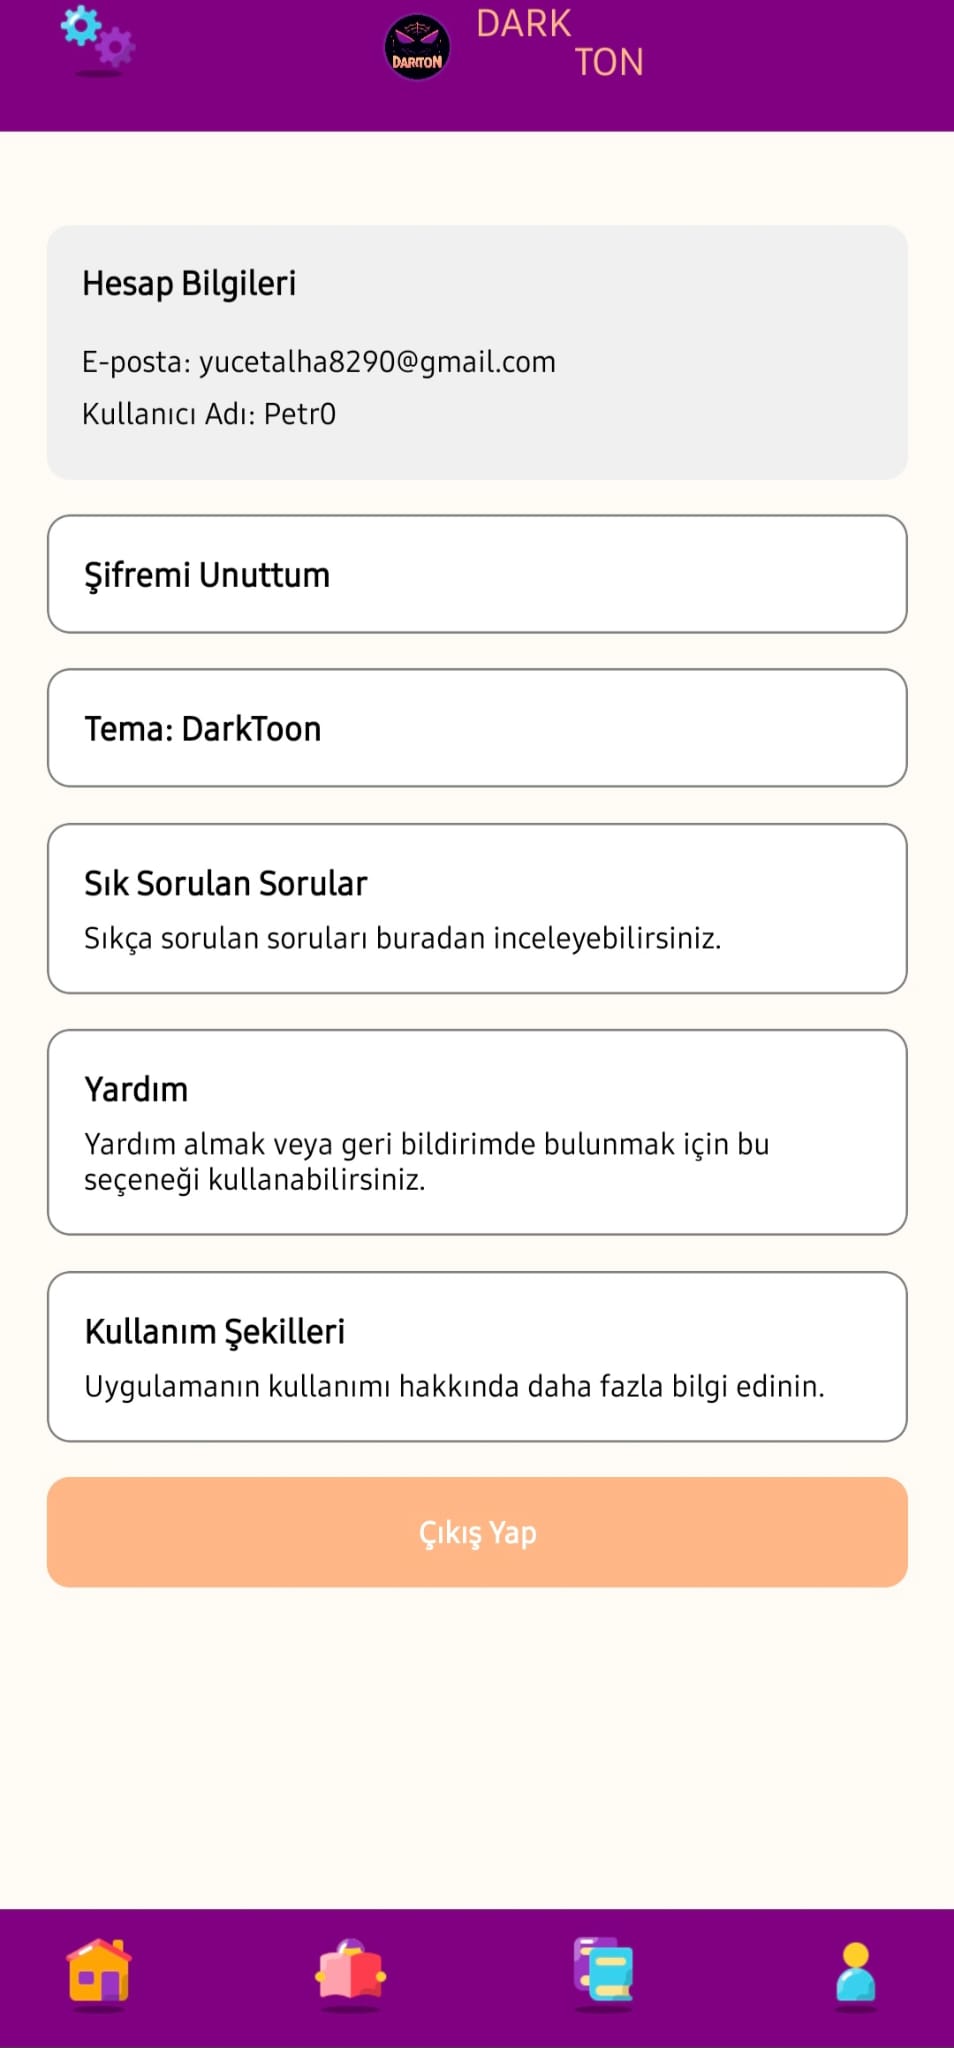 DARK
TON
DARITON
Hesap Bilgileri
E-posta: yucetalha8290@gmail.com
Kullanıcı Adı: Petr0
Şifremi Unuttum
Tema: DarkToon
Sık Sorulan Sorular
Sıkça sorulan soruları buradan inceleyebilirsiniz.
Yardım
Yardım almak veya geri bildirimde bulunmak için bu
seçeneği kullanabilirsiniz.
Kullanım Şekilleri
Uygulamanın kullanımı hakkında daha fazla bilgi edinin.
Çıkış Yap